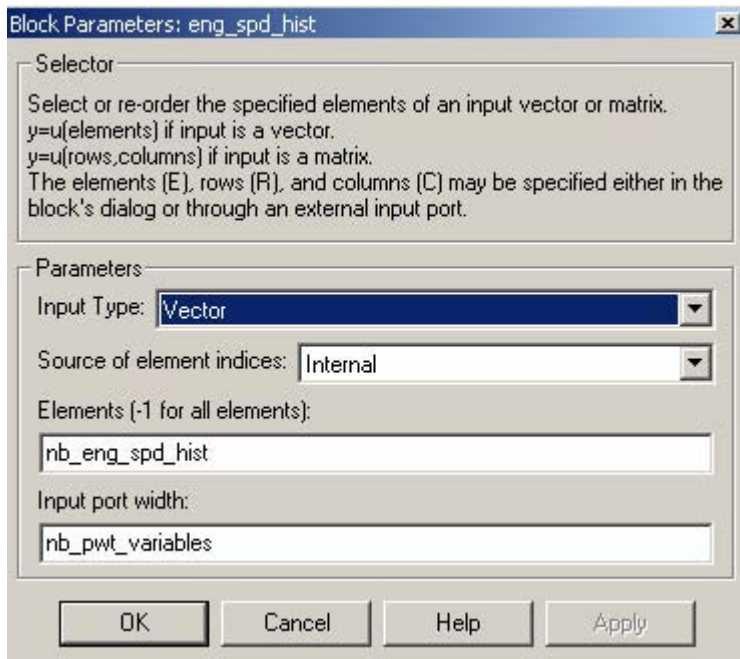 Block Parameters: eng_spd_hist
Selector
Select or re-order the specified elements of an input vector or matrix.
y=u(elements) if input is a vector.
y=u(rows,columns) if input is a matrix.
The elements (E), rows (R), and columns (C) may be specified either in the
block's dialog or through an external input port.
Parameters
Input Type: Vector
Source of element indices: Internal
Elements (-1 for all elements):
nb_eng_spd_hist
Input port width:
nb_pwt_variables
OK Cancel Help Apply